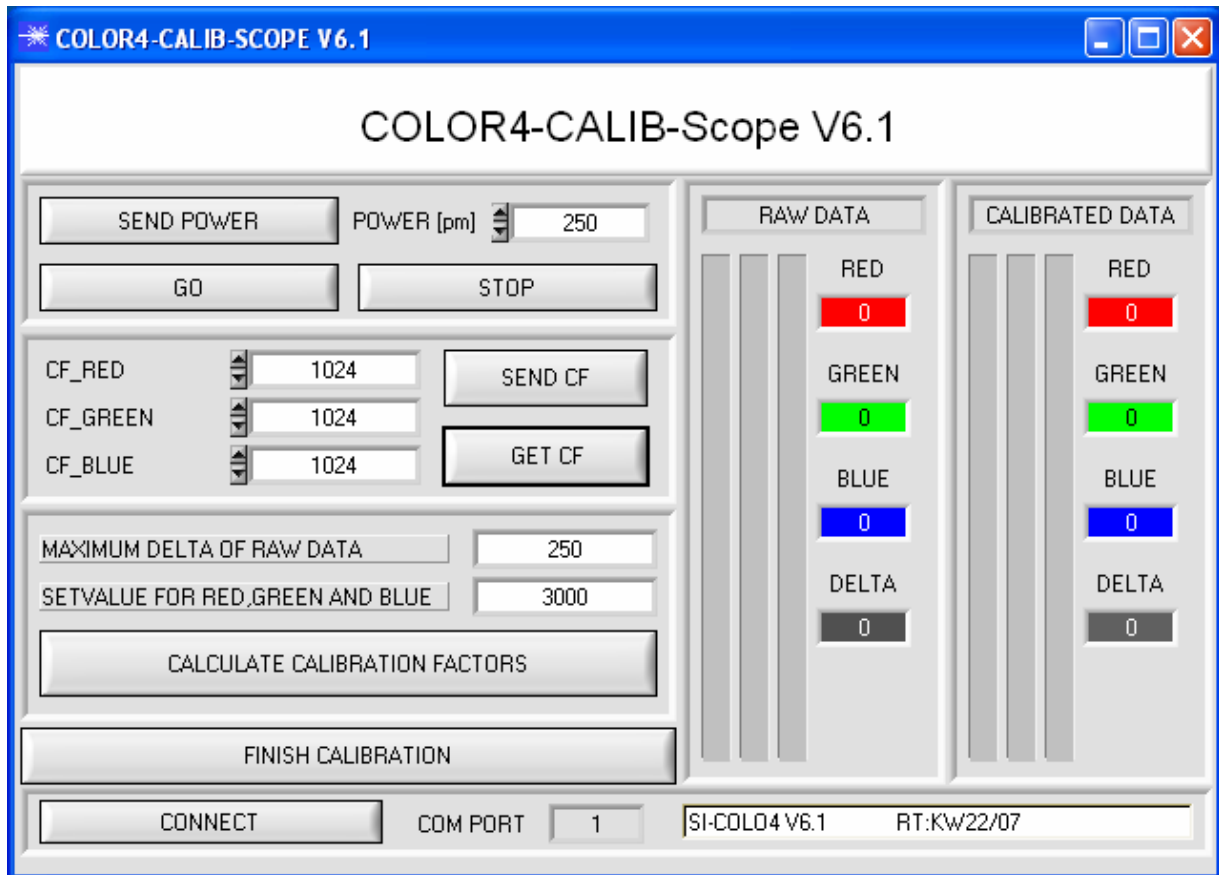 COLOR4-CALIB-SCOPE V6.1
COLOR4-CALIB-Scope V6.1
SEND POWER
POWER [pm]
250
GO
STOP
CF_RED
1024
SEND CF
CF_GREEN
1024
CF_BLUE
1024
GET CF
MAXIMUM DELTA OF RAW DATA
250
SETVALUE FOR RED,GREEN AND BLUE
3000
CALCULATE CALIBRATION FACTORS
FINISH CALIBRATION
RAW DATA
RED
0
GREEN
0
BLUE
0
DELTA
0
CALIBRATED DATA
RED
0
GREEN
0
BLUE
0
DELTA
0
CONNECT
COM PORT
1
SI-COLO4 V6.1 RT:KW22/07